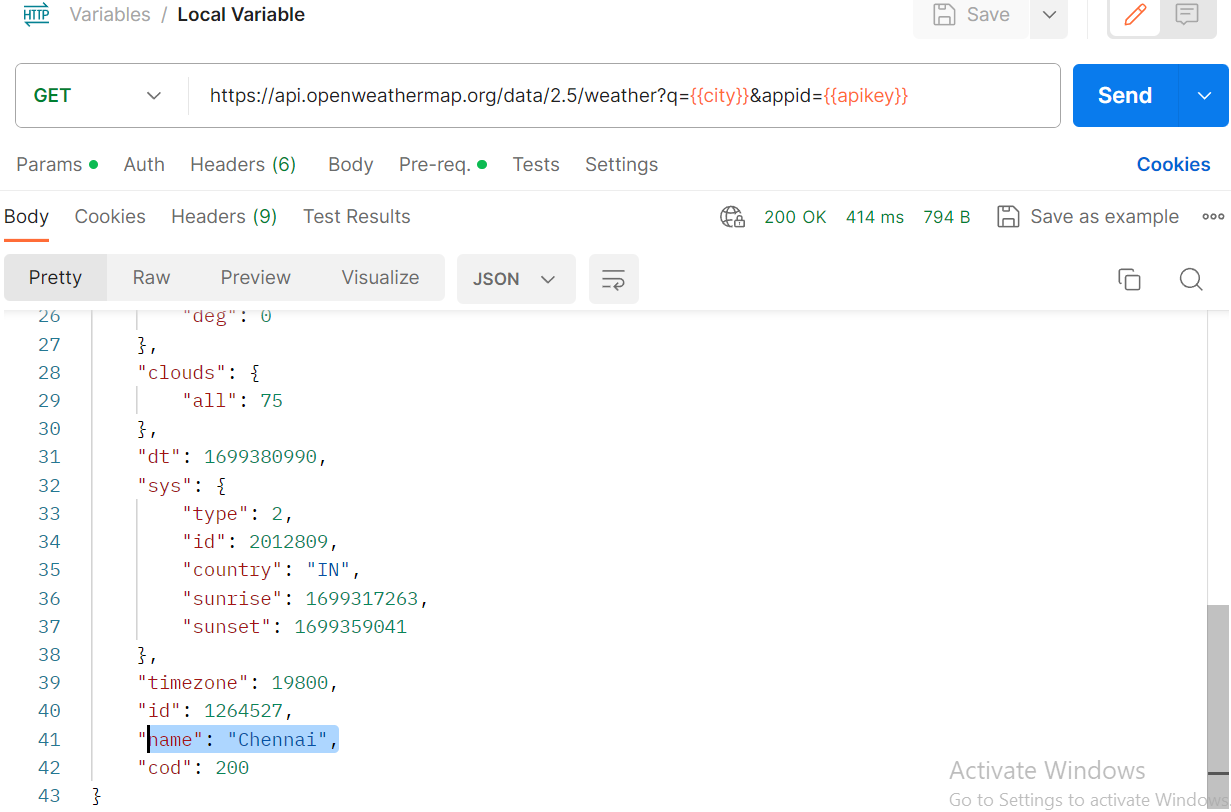 HTTP Variables / Local Variable Save
GET https://api.openweathermap.org/data/2.5/weather?q={{city}}&appid={{apikey}} Send
Params Auth Headers (6) Body Pre-req. Tests Settings Cookies
Body Cookies Headers (9) Test Results 200 OK 414 ms 794 B Save as example
Pretty Raw Preview Visualize JSON
26 "deg": 0
27 },
28 "clouds": {
29 "all": 75
30 },
31 "dt": 1699380990,
32 "sys": {
33 "type": 2,
34 "id": 2012809,
35 "country": "IN",
36 "sunrise": 1699317263,
37 "sunset": 1699359041
38 },
39 "timezone": 19800,
40 "id": 1264527,
41 "name": "Chennai",
42 "cod": 200
43 }
Activate Windows
Go to Settings to activate Windows